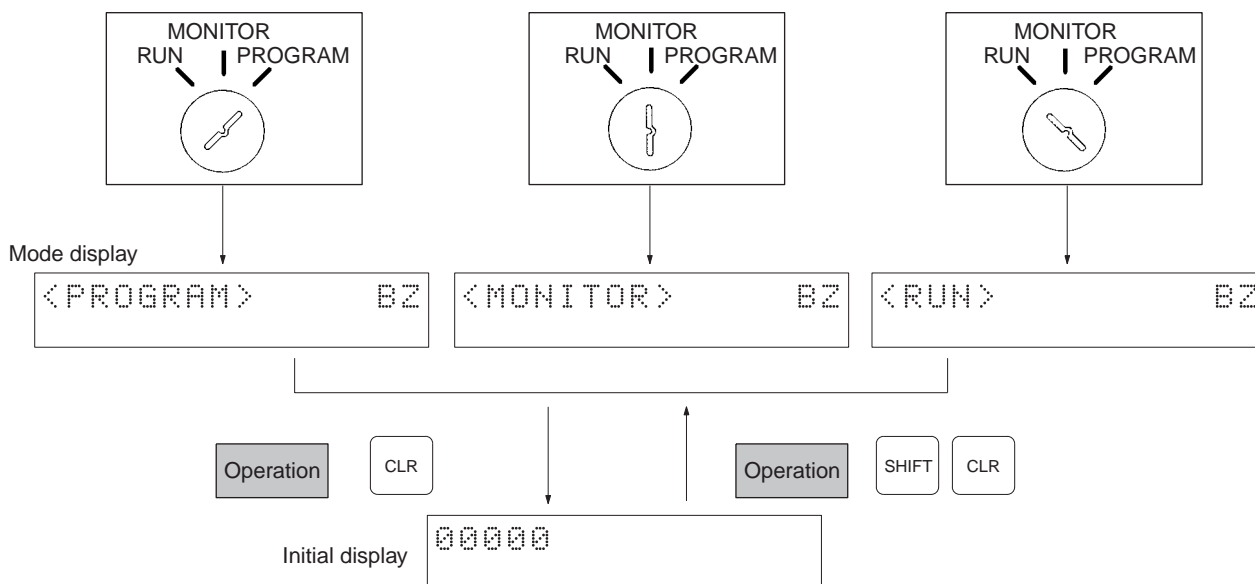 MONITOR
RUN PROGRAM
MONITOR
RUN PROGRAM
MONITOR
RUN PROGRAM
Mode display
<PROGRAM> BZ
<MONITOR> BZ
<RUN> BZ
Operation CLR
Operation SHIFT CLR
Initial display 00000